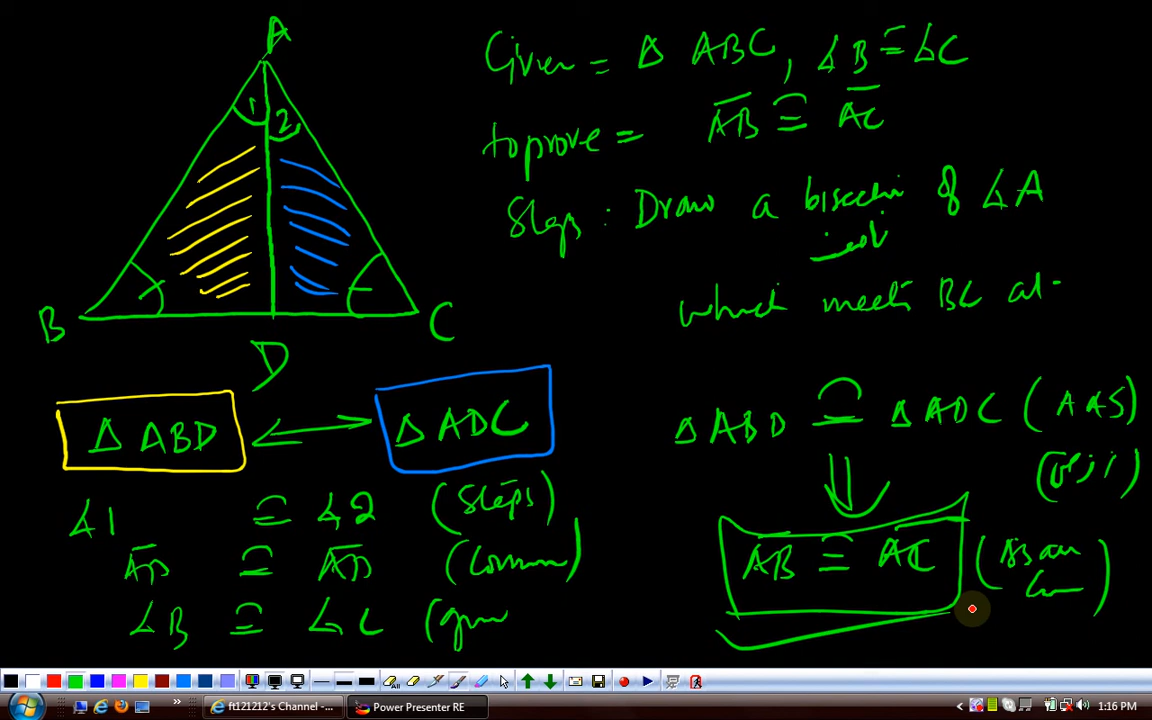 A
1
2
B
C
D
Given = Δ ABC, ∠B ≅ ∠C
to prove = AB ≅ AC
Steps : Draw a bisector of ∠A
which meets BC at
Δ ABD ↔ Δ ADC
∠1 ≅ ∠2 (Steps)
AD ≅ AD (Common)
∠B ≅ ∠C (given
Δ ABD ≅ Δ ADC (AAS)
AB ≅ AC
ft121212's Channel -...
Power Presenter RE
1:16 PM